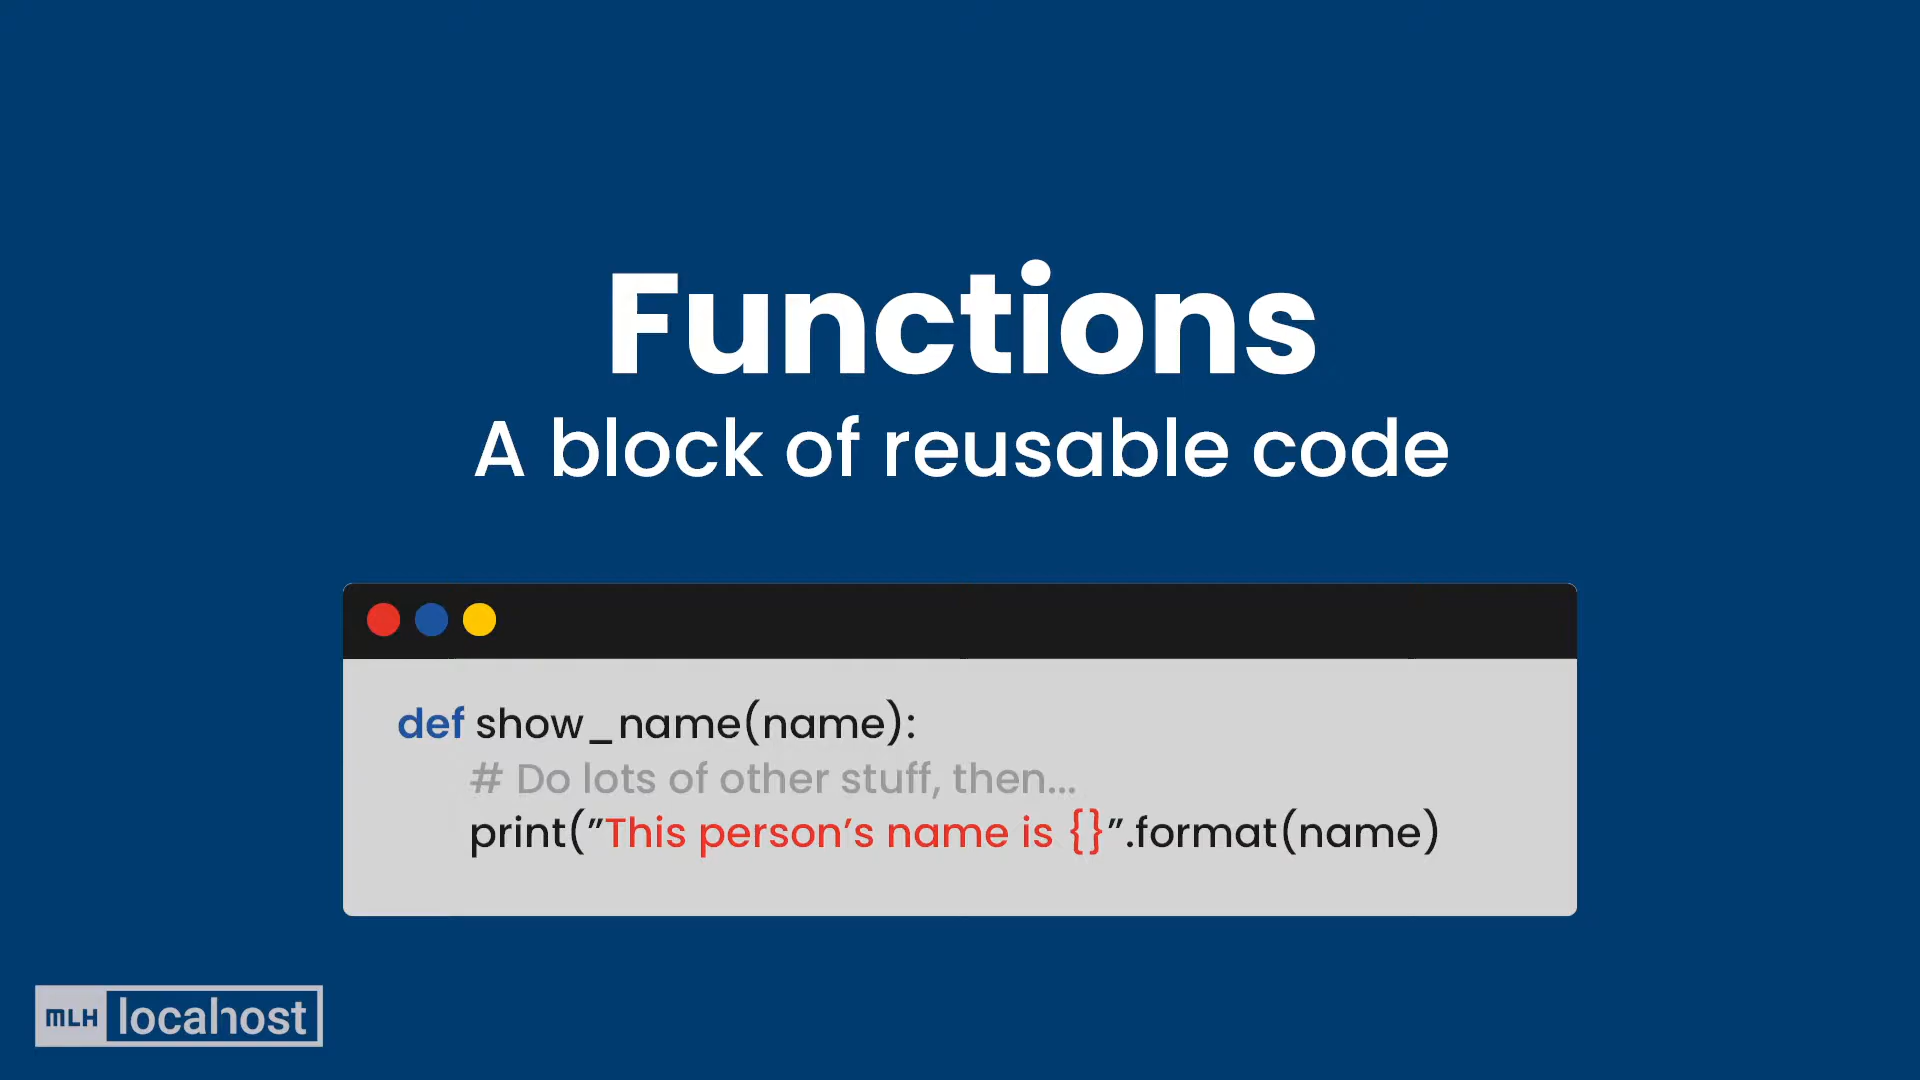 Functions
A block of reusable code
def show_name(name):
# Do lots of other stuff, then...
print(”This person’s name is {}”.format(name)
MLH localhost